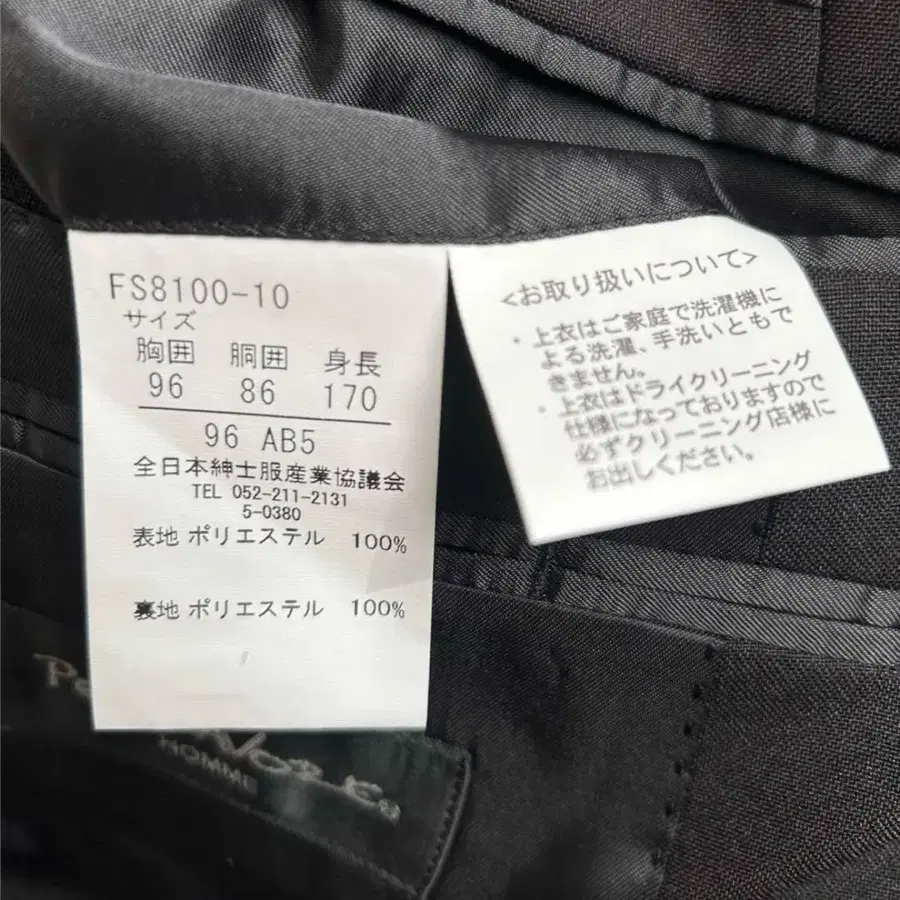 FS8100-10
サイズ
胸囲 胴囲 身長
96 86 170
96 AB5
全日本紳士服産業協議会
TEL 052-211-2131
5-0380
表地 ポリエステル 100%
裏地 ポリエステル 100%
<お取り扱いについて>
・上衣はご家庭で洗濯機に
よる洗濯、手洗いともで
きません。
・上衣はドライクリーニング
仕様になっておりますので
必ずクリーニング店様に
お出しください。
HOMME